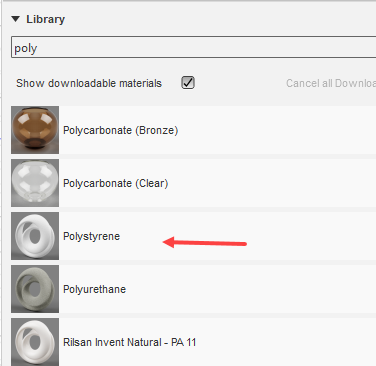 Library
poly
Show downloadable materials
Cancel all Downloa
Polycarbonate (Bronze)
Polycarbonate (Clear)
Polystyrene
Polyurethane
Rilsan Invent Natural - PA 11